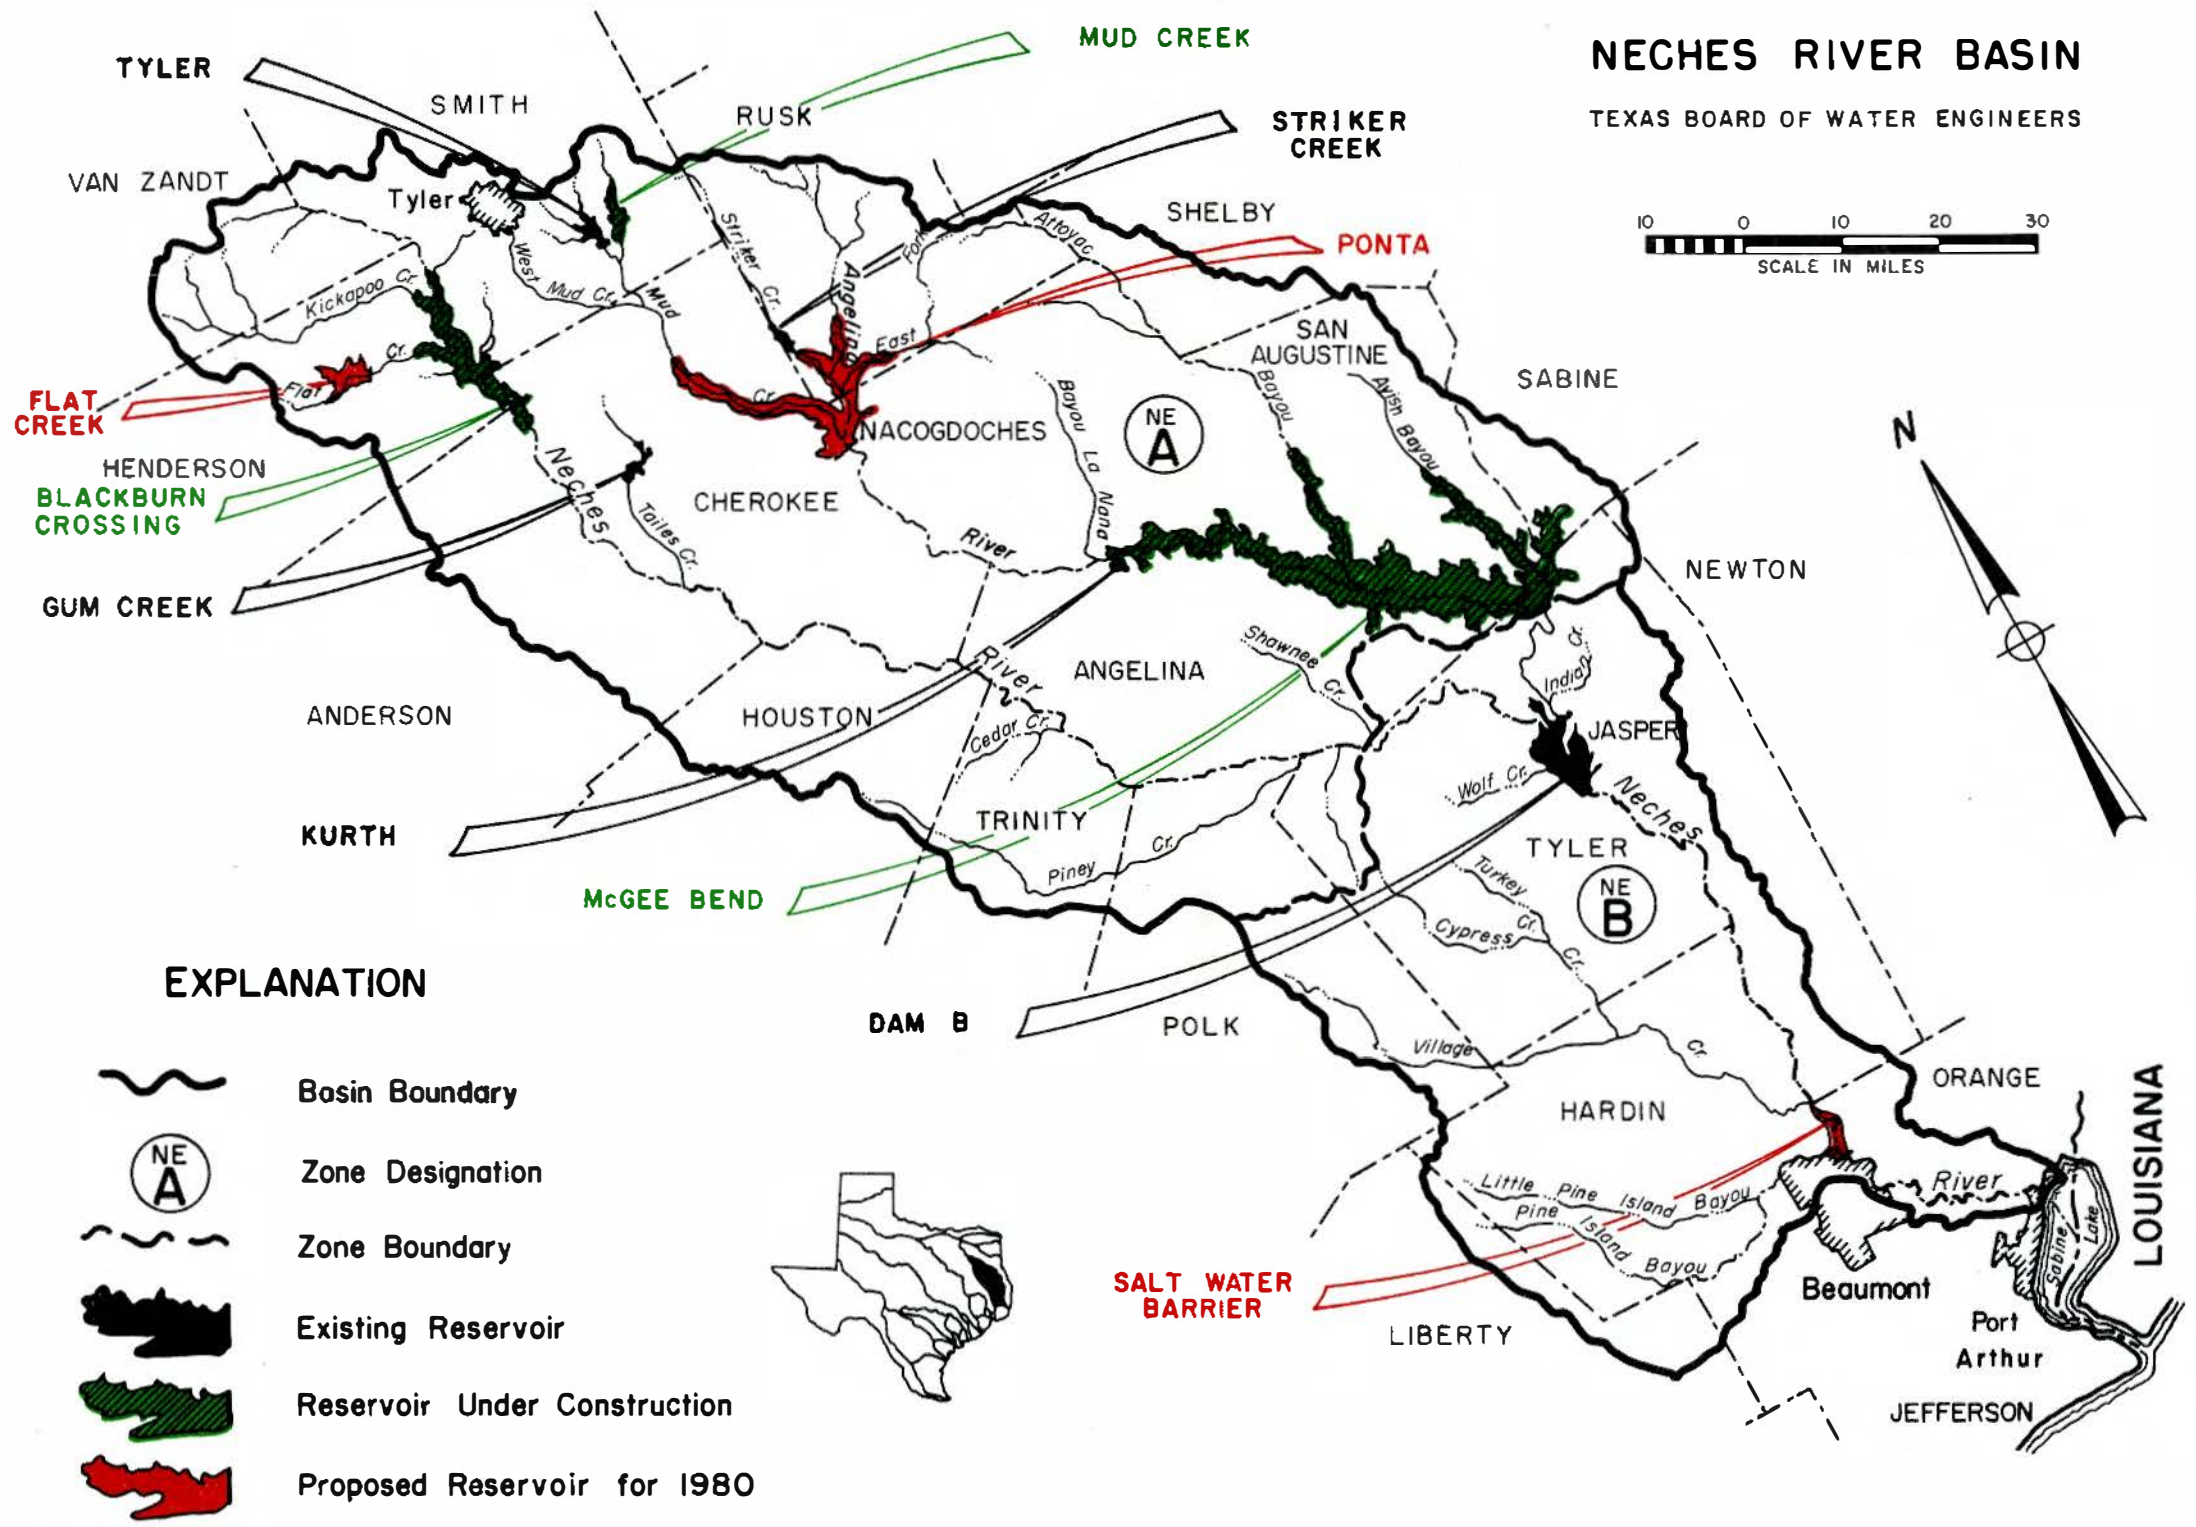 NECHES RIVER BASIN
TEXAS BOARD OF WATER ENGINEERS
10 0 10 20 30
SCALE IN MILES
MUD CREEK
TYLER
SMITH
RUSK
STRIKER
CREEK
VAN ZANDT
Tyler
SHELBY
PONTA
Striker Cr.
Attoyac
Fork
West
Mud Cr.
Mud
Kickapoo Cr.
Angelina
East
SAN
AUGUSTINE
SABINE
Cr.
Flat
FLAT
CREEK
Cr.
Bayou
Ayish Bayou
N
NACOGDOCHES
NE
A
Bayou La Nana
HENDERSON
BLACKBURN
CROSSING
Neches
CHEROKEE
Tailes Cr.
River
NEWTON
GUM CREEK
Shawnee Cr.
Cr.
Indian
River
ANGELINA
ANDERSON
HOUSTON
Cedar Cr.
JASPER
Wolf Cr.
Neches
KURTH
TRINITY
TYLER
Piney Cr.
Turkey Cr.
NE
B
McGEE BEND
Cypress
Cr.
DAM B
POLK
Village
Cr.
ORANGE
HARDIN
LOUISIANA
Little Pine Island Bayou
Pine Island Bayou
River
Sabine Lake
SALT WATER
BARRIER
Beaumont
LIBERTY
Port
Arthur
JEFFERSON
EXPLANATION
Basin Boundary
NE
A
Zone Designation
Zone Boundary
Existing Reservoir
Reservoir Under Construction
Proposed Reservoir for 1980